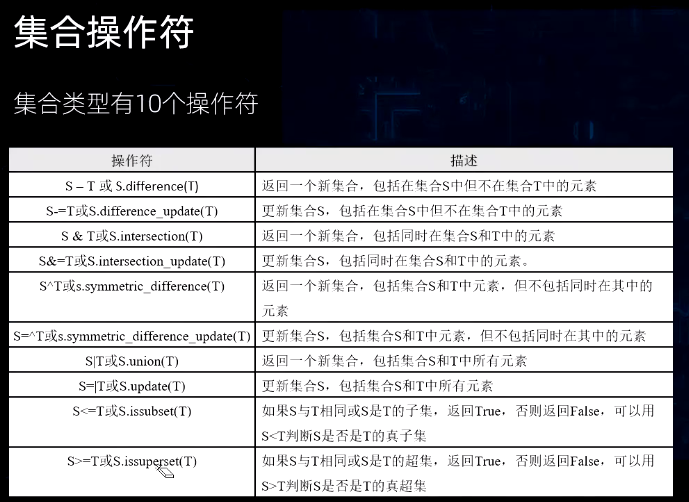 集合操作符
集合类型有10个操作符
操作符 描述
S – T 或 S.difference(T) 返回一个新集合，包括在集合S中但不在集合T中的元素
S-=T或S.difference_update(T) 更新集合S，包括在集合S中但不在集合T中的元素
S & T或S.intersection(T) 返回一个新集合，包括同时在集合S和T中的元素
S&=T或S.intersection_update(T) 更新集合S，包括同时在集合S和T中的元素。
S^T或s.symmetric_difference(T) 返回一个新集合，包括集合S和T中元素，但不包括同时在其中的
元素
S=^T或s.symmetric_difference_update(T) 更新集合S，包括集合S和T中元素，但不包括同时在其中的元素
S|T或S.union(T) 返回一个新集合，包括集合S和T中所有元素
S=|T或S.update(T) 更新集合S，包括集合S和T中所有元素
S<=T或S.issubset(T) 如果S与T相同或S是T的子集，返回True，否则返回False，可以用
S<T判断S是否是T的真子集
S>=T或S.issuperset(T) 如果S与T相同或S是T的超集，返回True，否则返回False，可以用
S>T判断S是否是T的真超集